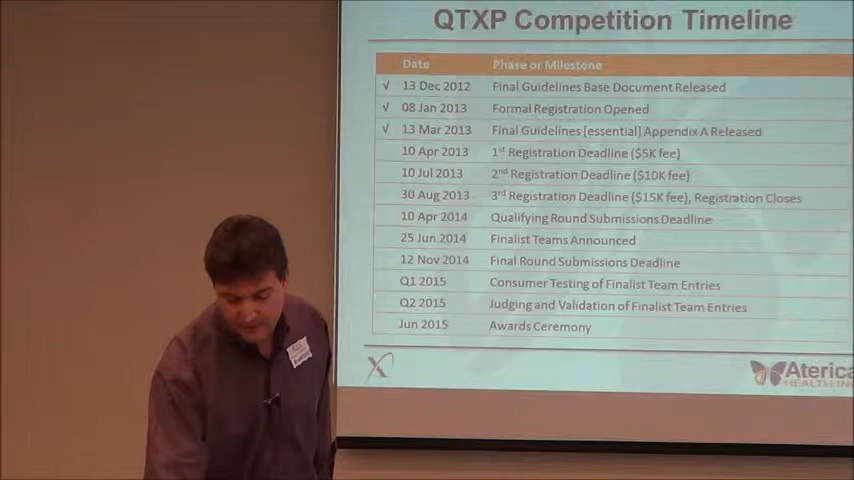 QTXP Competition Timeline
Date Phase or Milestone
√ 13 Dec 2012 Final Guidelines Base Document Released
√ 08 Jan 2013 Formal Registration Opened
√ 13 Mar 2013 Final Guidelines [essential] Appendix A Released
10 Apr 2013 1st Registration Deadline ($5K fee)
10 Jul 2013 2nd Registration Deadline ($10K fee)
30 Aug 2013 3rd Registration Deadline ($15K fee), Registration Closes
10 Apr 2014 Qualifying Round Submissions Deadline
25 Jun 2014 Finalist Teams Announced
12 Nov 2014 Final Round Submissions Deadline
Q1 2015 Consumer Testing of Finalist Team Entries
Q2 2015 Judging and Validation of Finalist Team Entries
Jun 2015 Awards Ceremony
X
Aterica
HEALTH IN